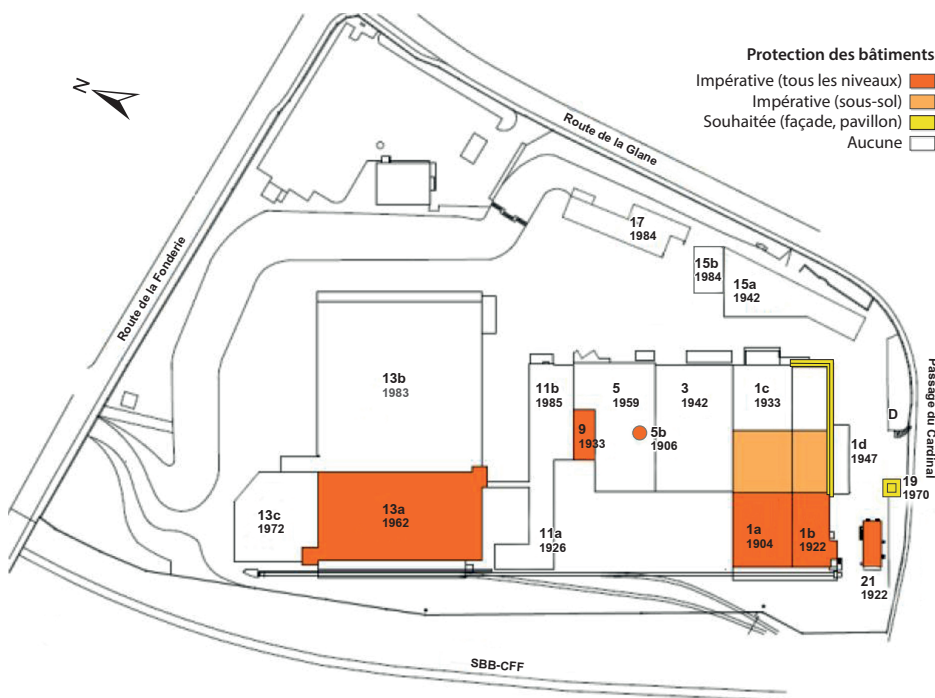 Protection des bâtiments
Impérative (tous les niveaux)
Impérative (sous-sol)
Souhaitée (façade, pavillon)
Aucune
N
Route de la Glane
Route de la Fonderie
Passage du Cardinal
17
1984
15b
1984
15a
1942
13b
1983
11b
1985
5
1959
3
1942
1c
1933
D
9
1933
5b
1906
1d
1947
19
1970
13c
1972
13a
1962
11a
1926
1a
1904
1b
1922
21
1922
SBB-CFF